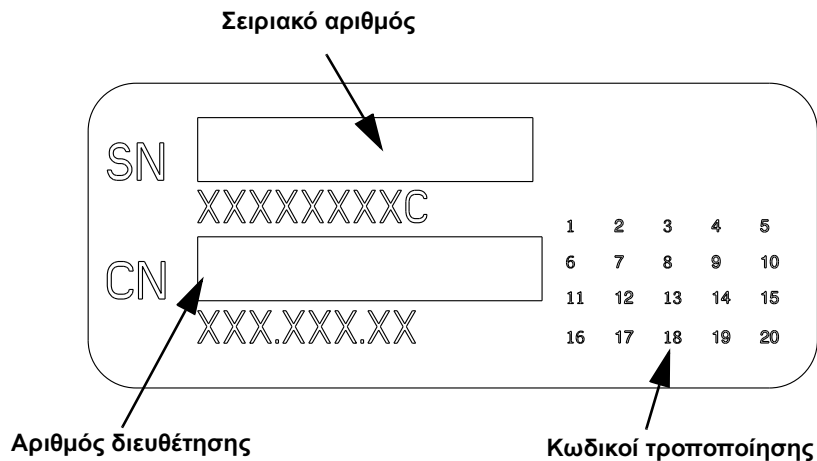 Σειριακό αριθμός
SN
XXXXXXXXC
CN
XXX.XXX.XX
1 2 3 4 5
6 7 8 9 10
11 12 13 14 15
16 17 18 19 20
Αριθμός διευθέτησης
Κωδικοί τροποποίησης